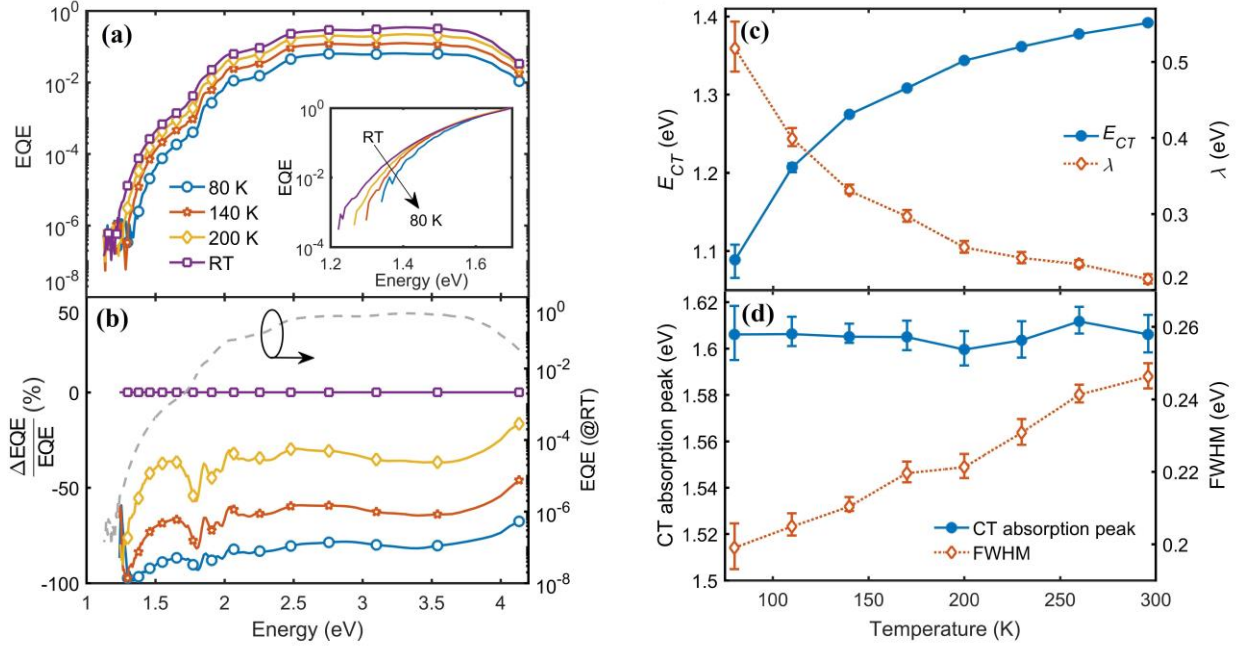 (a)
10^0
10^-2
10^-4
10^-6
10^-8
EQE
80 K
140 K
200 K
RT
10^0
10^-2
10^-4
EQE
RT
80 K
1.2
1.4
1.6
Energy (eV)
(b)
50
0
-50
-100
ΔEQE
EQE
(%)
10^0
10^-2
10^-4
10^-6
10^-8
EQE (@RT)
1
1.5
2
2.5
3
3.5
4
Energy (eV)
(c)
1.4
1.3
1.2
1.1
E_CT (eV)
0.5
0.4
0.3
0.2
λ (eV)
E_CT
λ
(d)
1.62
1.6
1.58
1.56
1.54
1.52
1.5
CT absorption peak (eV)
0.26
0.24
0.22
0.2
FWHM (eV)
CT absorption peak
FWHM
100
150
200
250
300
Temperature (K)